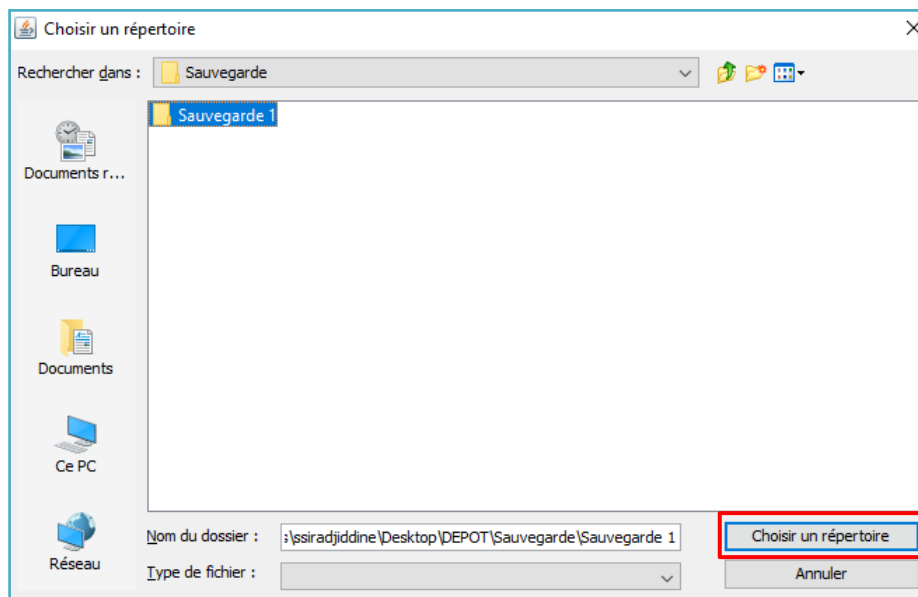 Choisir un répertoire
Rechercher dans : Sauvegarde
Sauvegarde 1
Documents r...
Bureau
Documents
Ce PC
Réseau
Nom du dossier : ;\ssiradjiddine\Desktop\DEPOT\Sauvegarde\Sauvegarde 1
Choisir un répertoire
Type de fichier :
Annuler